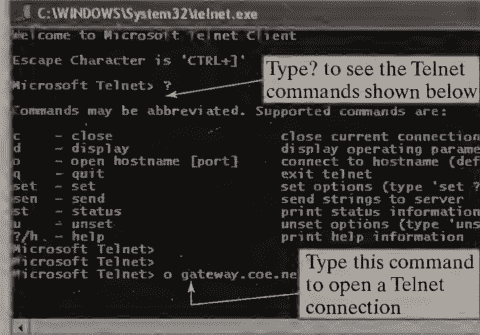 C:\WINDOWS\System32\telnet.exe
Welcome to Microsoft Telnet Client
Escape Character is 'CTRL+]'
Microsoft Telnet> ?
Type? to see the Telnet
commands shown below
Commands may be abbreviated. Supported commands are:
c - close close current connection
d - display display operating parame
o - open hostname [port] connect to hostname (def
q - quit exit telnet
set - set set options (type 'set ?
sen - send send strings to server
st - status print status information
u - unset unset options (type 'uns
?/h - help print help information
Microsoft Telnet>
Microsoft Telnet>
Microsoft Telnet> o gateway.coe.ne
Type this command
to open a Telnet
connection